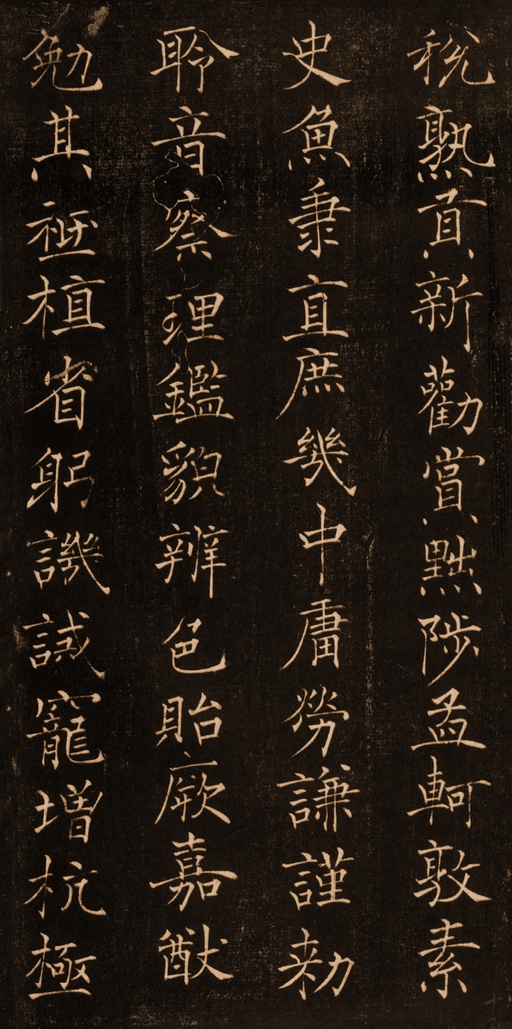 稅熟貢新勸賞黜陟孟軻敦素
史魚秉直庶幾中庸勞謙謹勑
聆音察理鑑貌辨色貽厥嘉猷
勉其祗植省躬譏誡寵增抗極